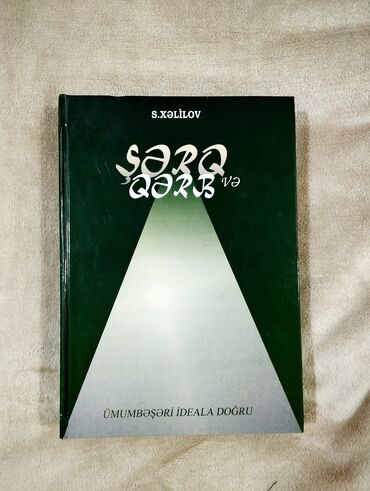 S.XƏLİLOV
ŞƏRQ
və
QƏRB
ÜMUMBƏŞƏRİ İDEALA DOĞRU